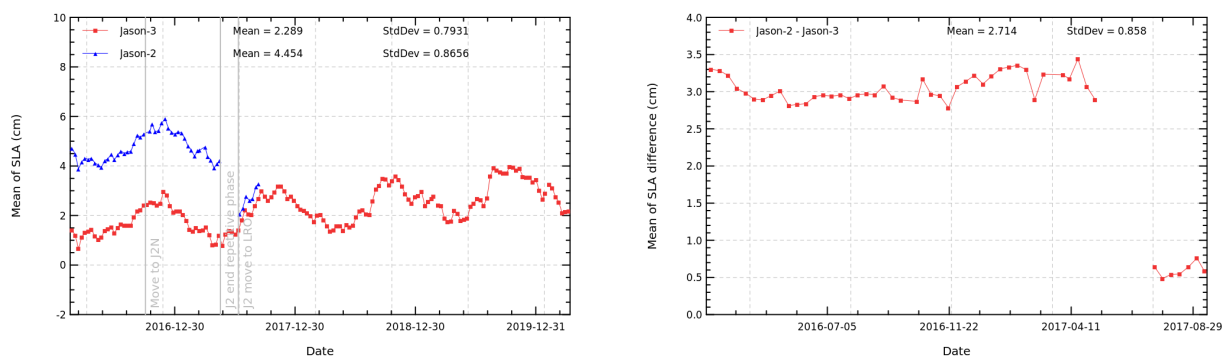 10
8
6
4
2
0
-2
Mean of SLA (cm)
Jason-3 Mean = 2.289 StdDev = 0.7931
Jason-2 Mean = 4.454 StdDev = 0.8656
Move to J2N
J2 end repetitive phase
J2 move to LRO
2016-12-30 2017-12-30 2018-12-30 2019-12-31
Date
4.0
3.5
3.0
2.5
2.0
1.5
1.0
0.5
0.0
Mean of SLA difference (cm)
Jason-2 - Jason-3 Mean = 2.714 StdDev = 0.858
2016-07-05 2016-11-22 2017-04-11 2017-08-29
Date